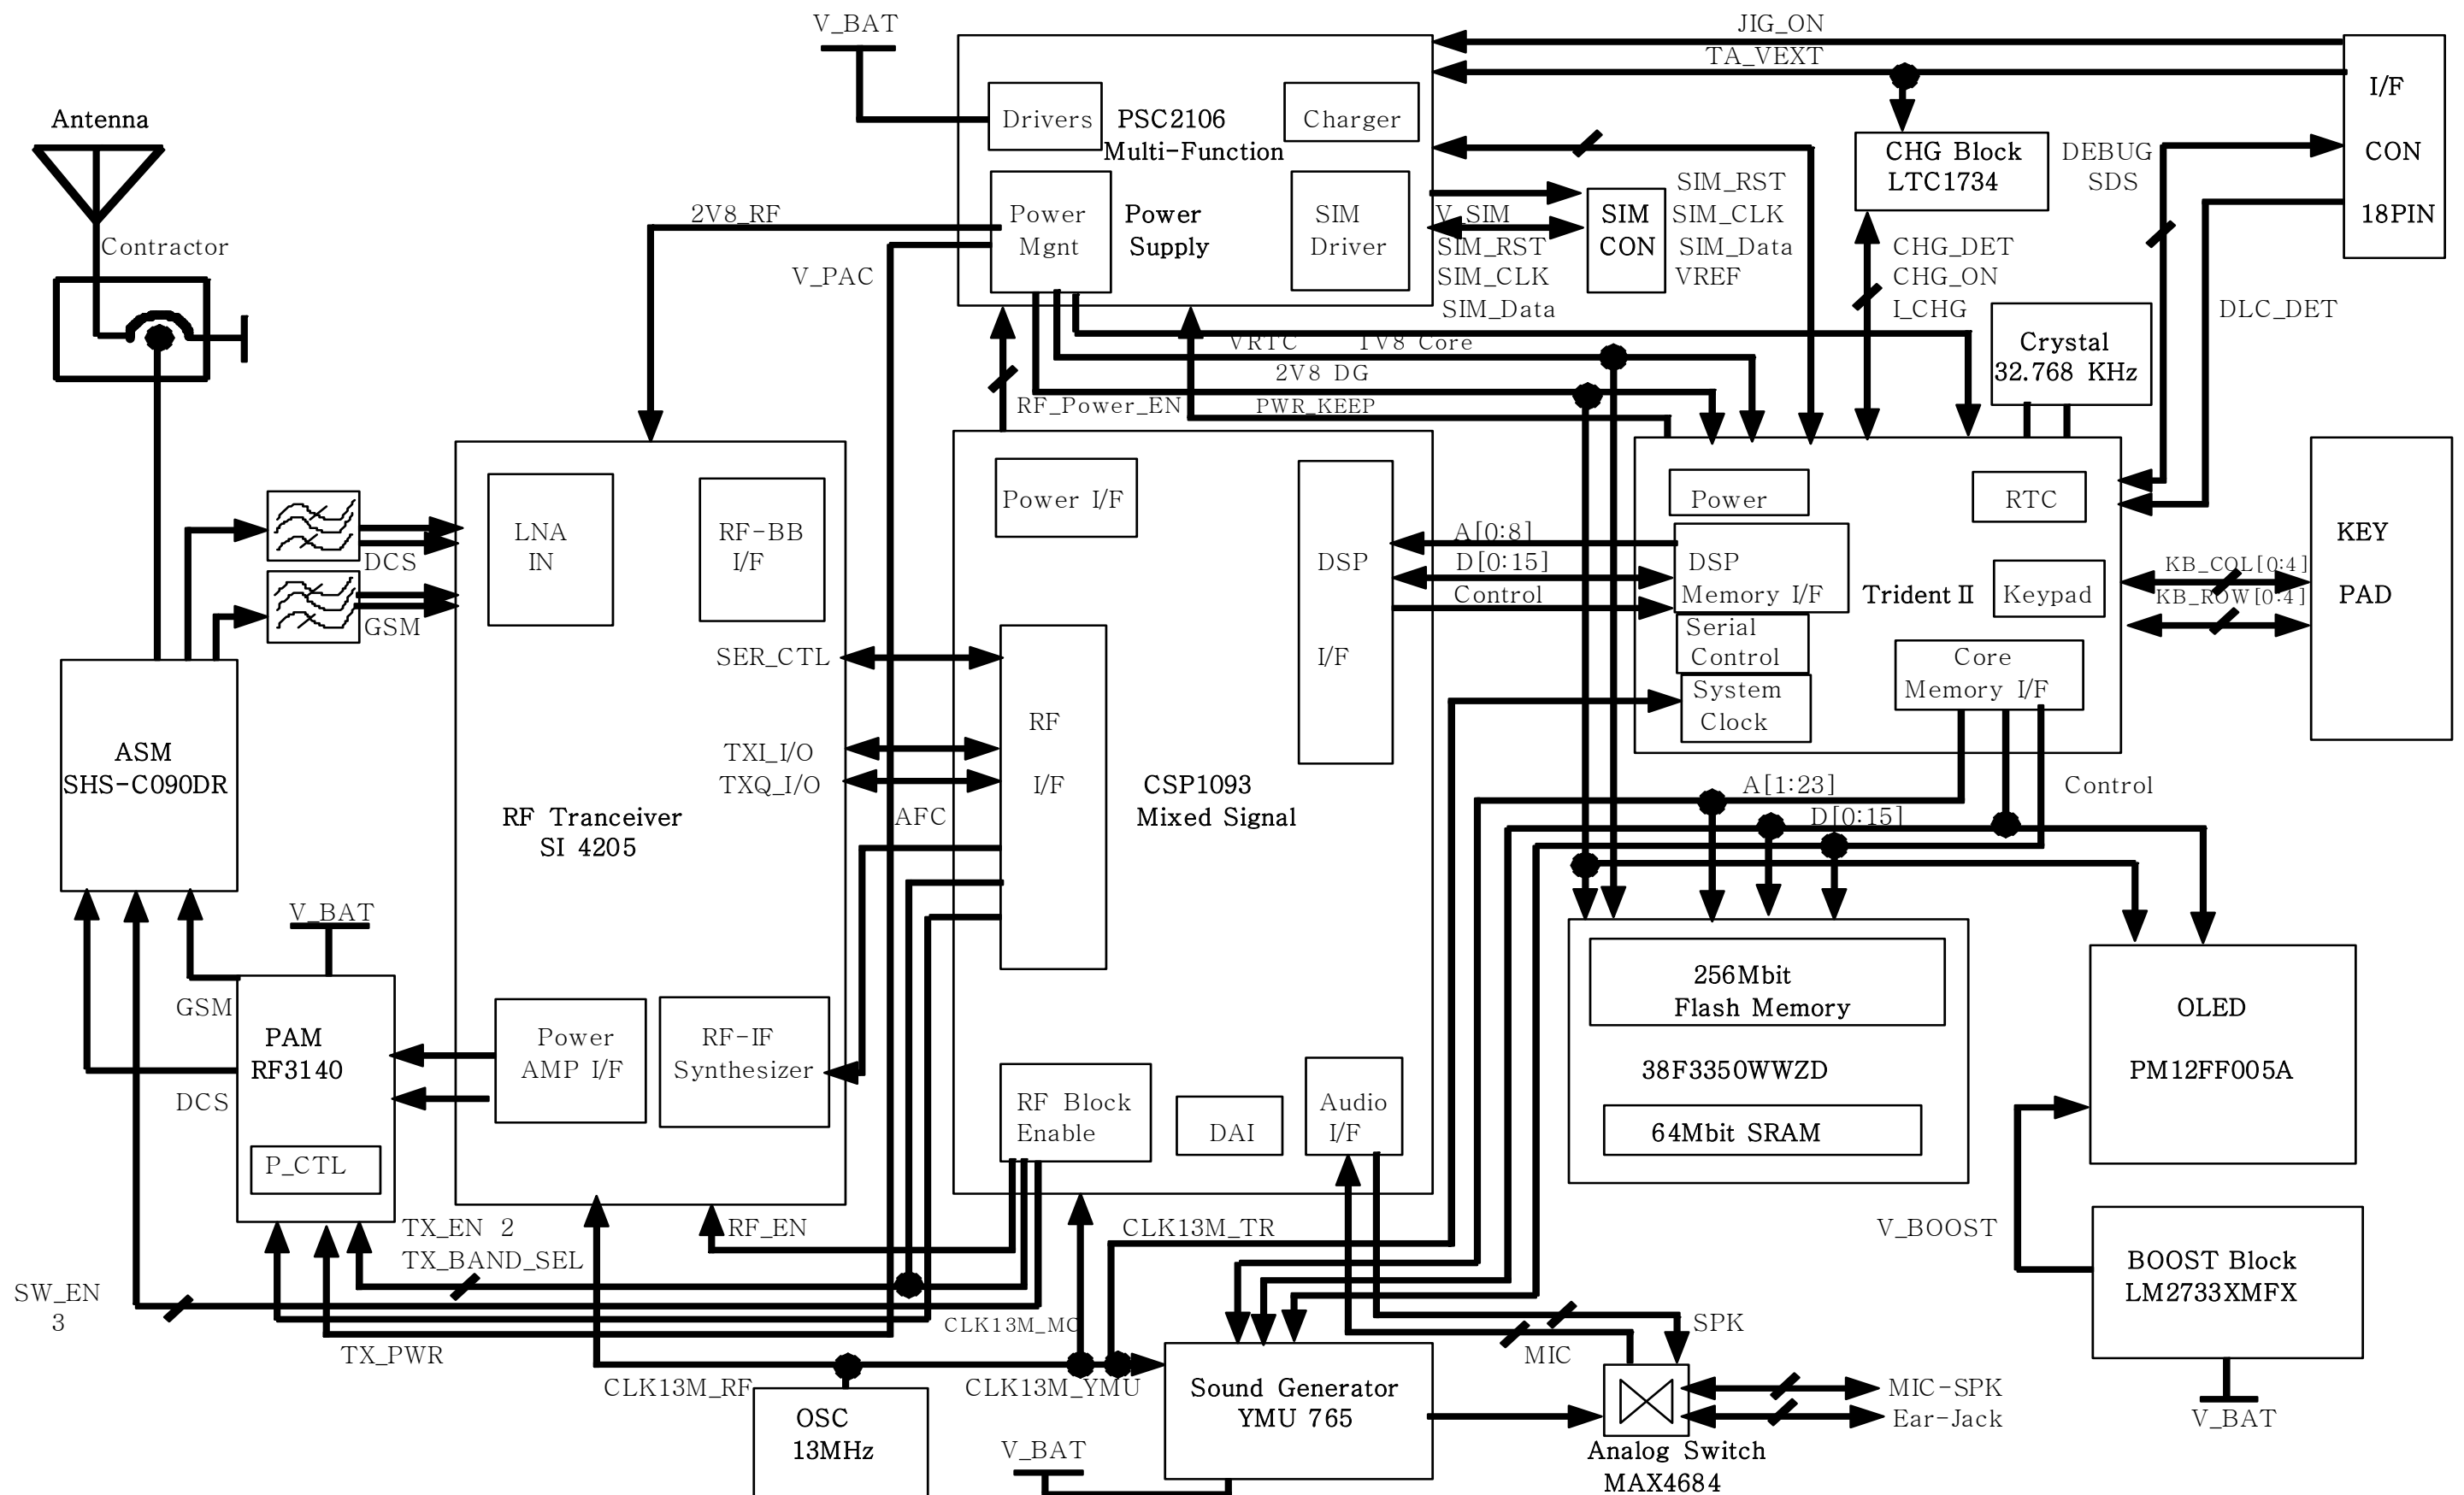 V_BAT
JIG_ON
TA_VEXT
I/F
CON
18PIN
Antenna
Contractor
Drivers
PSC2106
Multi-Function
Charger
Power
Mgnt
Power
Supply
SIM
Driver
2V8_RF
V_PAC
V_SIM
SIM_RST
SIM_CLK
SIM_Data
SIM
CON
SIM_RST
SIM_CLK
SIM_Data
VREF
CHG Block
LTC1734
DEBUG
SDS
CHG_DET
CHG_ON
I_CHG
DLC_DET
Crystal
32.768 KHz
VRTC
1V8 Core
2V8 DG
RF_Power_EN
PWR_KEEP
LNA
IN
RF-BB
I/F
DCS
GSM
SER_CTL
TXI_I/O
TXQ_I/O
AFC
RF Tranceiver
SI 4205
Power
AMP I/F
RF-IF
Synthesizer
Power I/F
DSP
I/F
RF
I/F
CSP1093
Mixed Signal
RF Block
Enable
DAI
Audio
I/F
A[0:8]
D[0:15]
Control
Power
RTC
DSP
Memory I/F
Trident II
Keypad
Serial
Control
System
Clock
Core
Memory I/F
KB_COL[0:4]
KB_ROW[0:4]
KEY
PAD
A[1:23]
D[0:15]
Control
ASM
SHS-C090DR
V_BAT
GSM
DCS
PAM
RF3140
P_CTL
256Mbit
Flash Memory
38F3350WWZD
64Mbit SRAM
OLED
PM12FF005A
TX_EN 2
TX_BAND_SEL
RF_EN
SW_EN
3
TX_PWR
CLK13M_TR
CLK13M_MC
CLK13M_RF
CLK13M_YMU
OSC
13MHz
V_BAT
Sound Generator
YMU 765
MIC
SPK
MIC-SPK
Ear-Jack
Analog Switch
MAX4684
V_BOOST
BOOST Block
LM2733XMFX
V_BAT